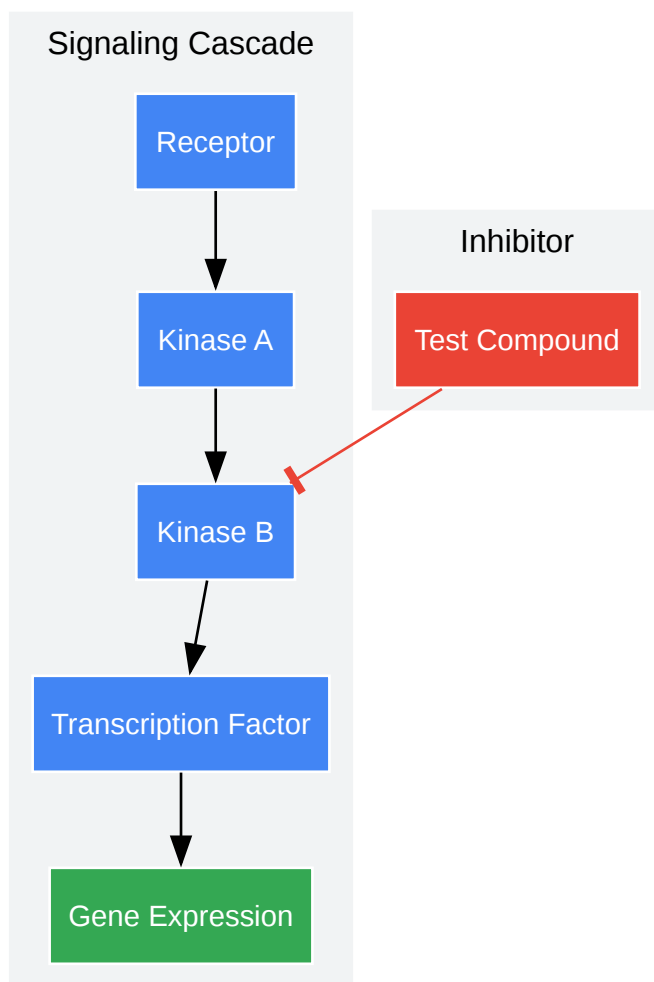 Signaling Cascade
Receptor
Inhibitor
Kinase A
Test Compound
Kinase B
Transcription Factor
Gene Expression